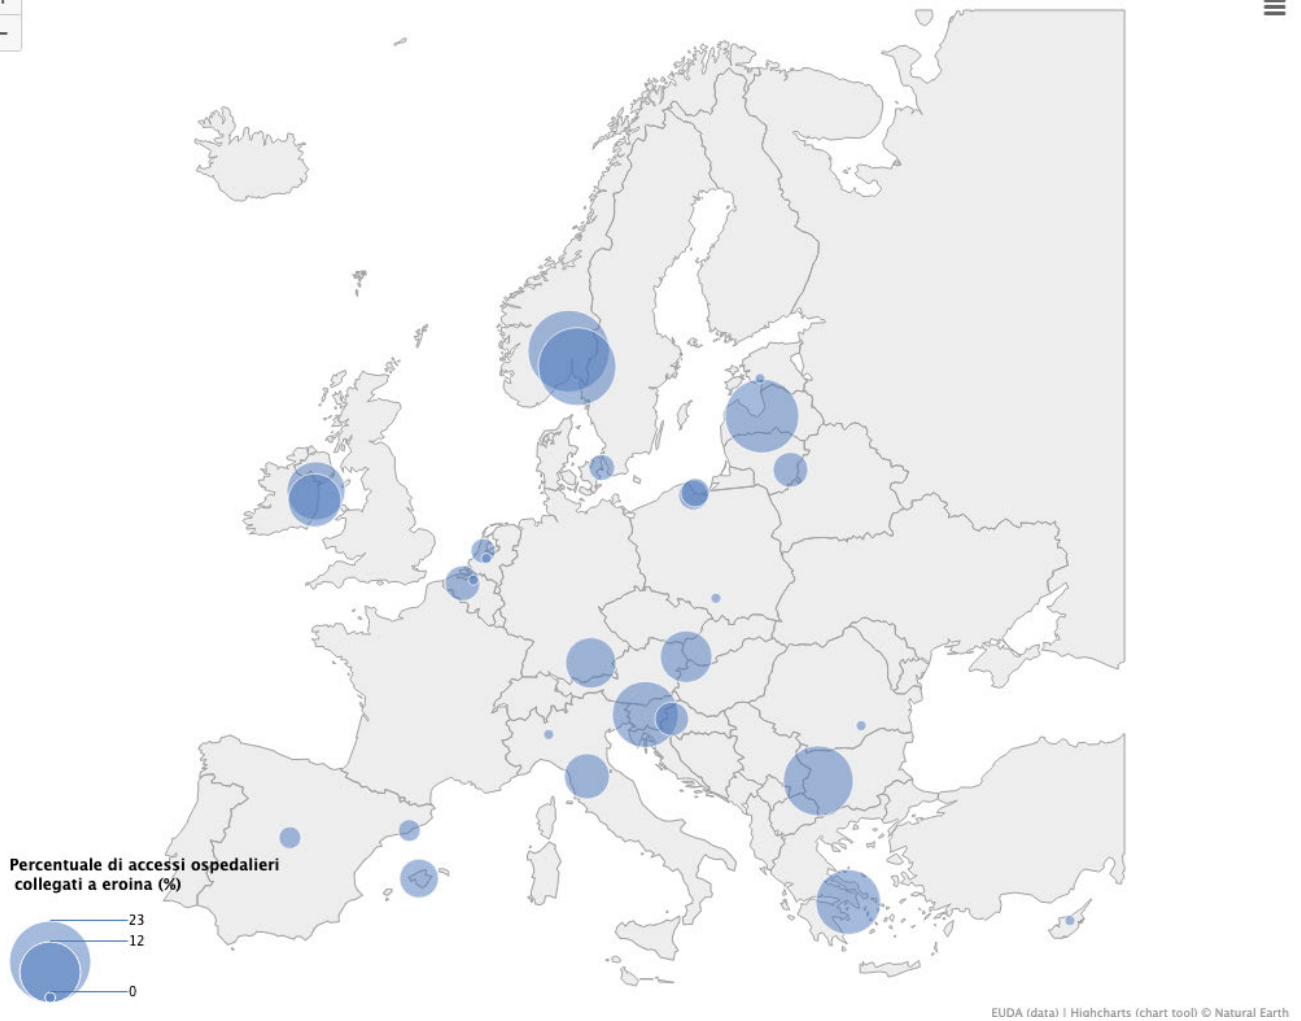 −
Percentuale di accessi ospedalieri
collegati a eroina (%)
23
12
0
EUDA (data) | Highcharts (chart tool) © Natural Earth